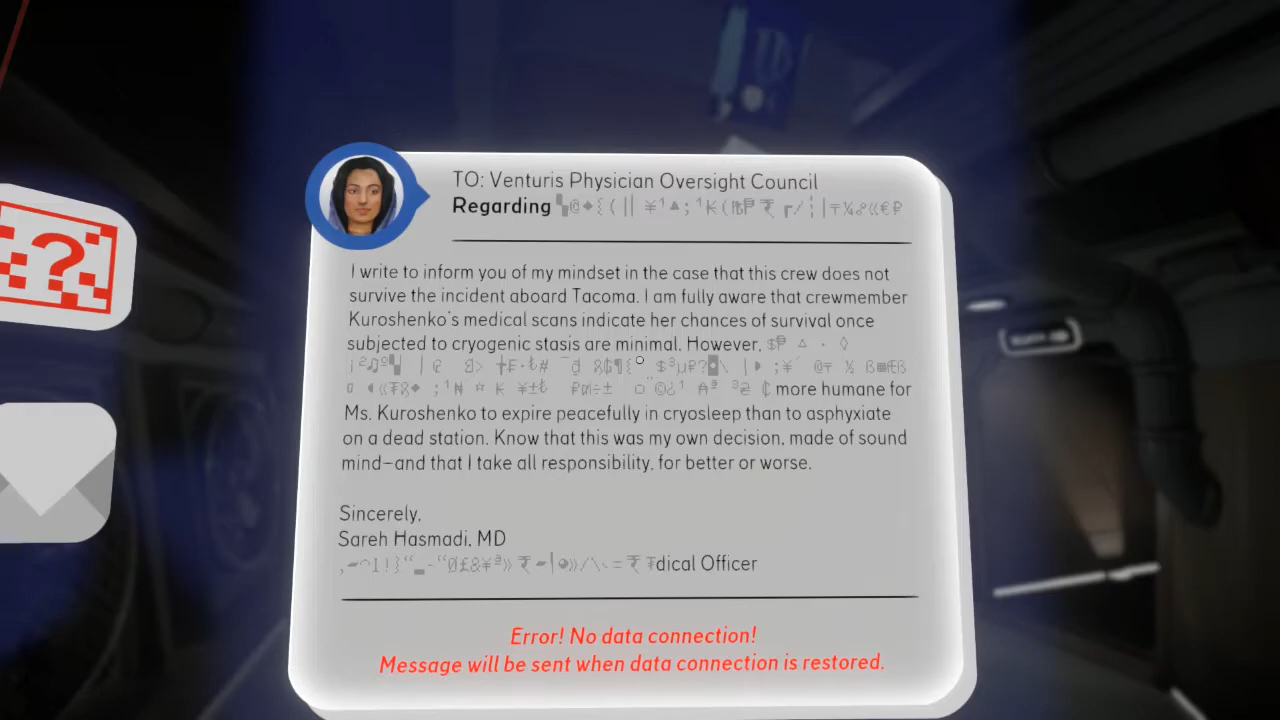 TO: Venturis Physician Oversight Council
Regarding
I write to inform you of my mindset in the case that this crew does not
survive the incident aboard Tacoma. I am fully aware that crewmember
Kuroshenko's medical scans indicate her chances of survival once
subjected to cryogenic stasis are minimal. However,
more humane for
Ms. Kuroshenko to expire peacefully in cryosleep than to asphyxiate
on a dead station. Know that this was my own decision, made of sound
mind—and that I take all responsibility, for better or worse.
Sincerely,
Sareh Hasmadi, MD
dical Officer
Error! No data connection!
Message will be sent when data connection is restored.